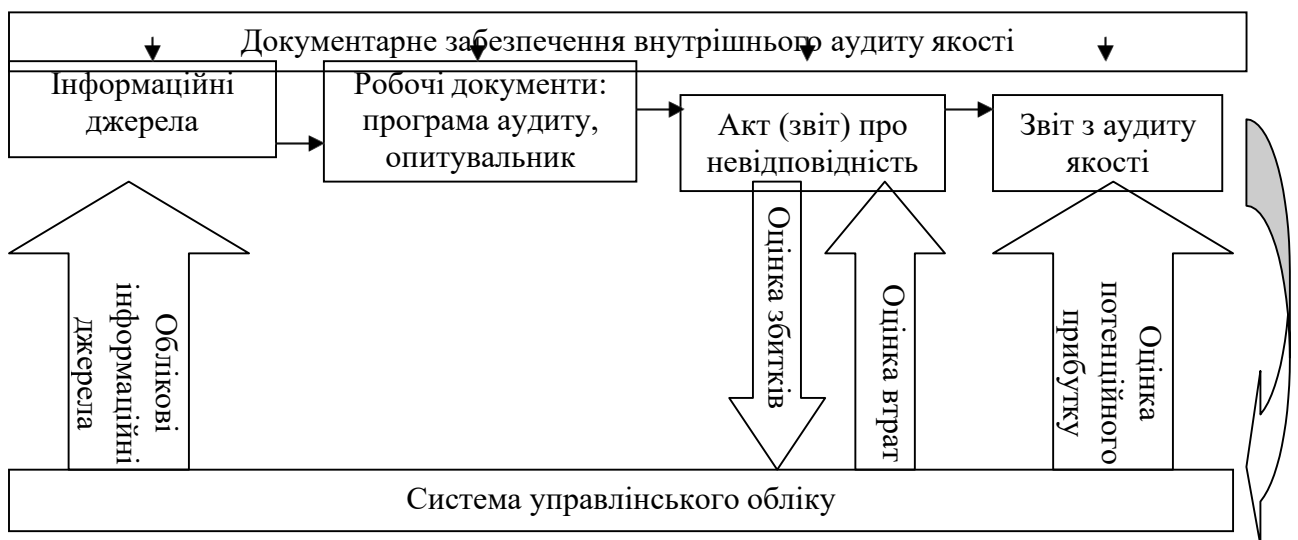 Документарне забезпечення внутрішнього аудиту якості
Інформаційні
джерела
Робочі документи:
програма аудиту,
опитувальник
Акт (звіт) про
невідповідність
Звіт з аудиту
якості
Облікові
інформаційні
джерела
Оцінка збитків
Оцінка втрат
Оцінка
потенційного
прибутку
Система управлінського обліку